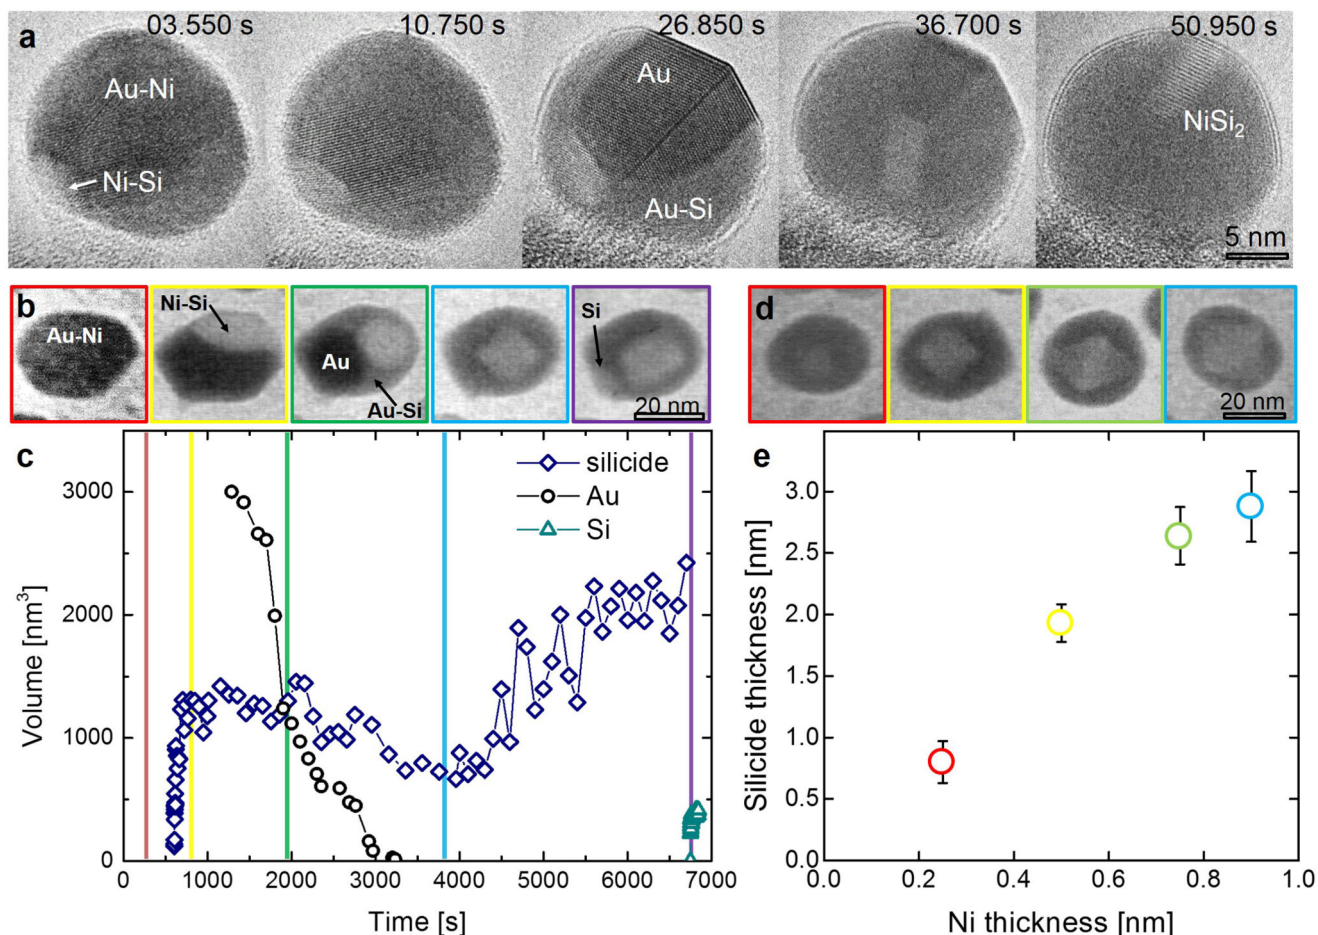 a
03.550 s
10.750 s
26.850 s
36.700 s
50.950 s
Au-Ni
Ni-Si
Au
Au-Si
NiSi2
5 nm
b
Au-Ni
Ni-Si
Au
Au-Si
Si
20 nm
d
20 nm
c
silicide
Au
Si
3000
2000
1000
0
Volume [nm³]
0 1000 2000 3000 4000 5000 6000 7000
Time [s]
e
3.0
2.5
2.0
1.0
0.5
0.0
Silicide thickness [nm]
0.0 0.2 0.4 0.6 0.8 1.0
Ni thickness [nm]